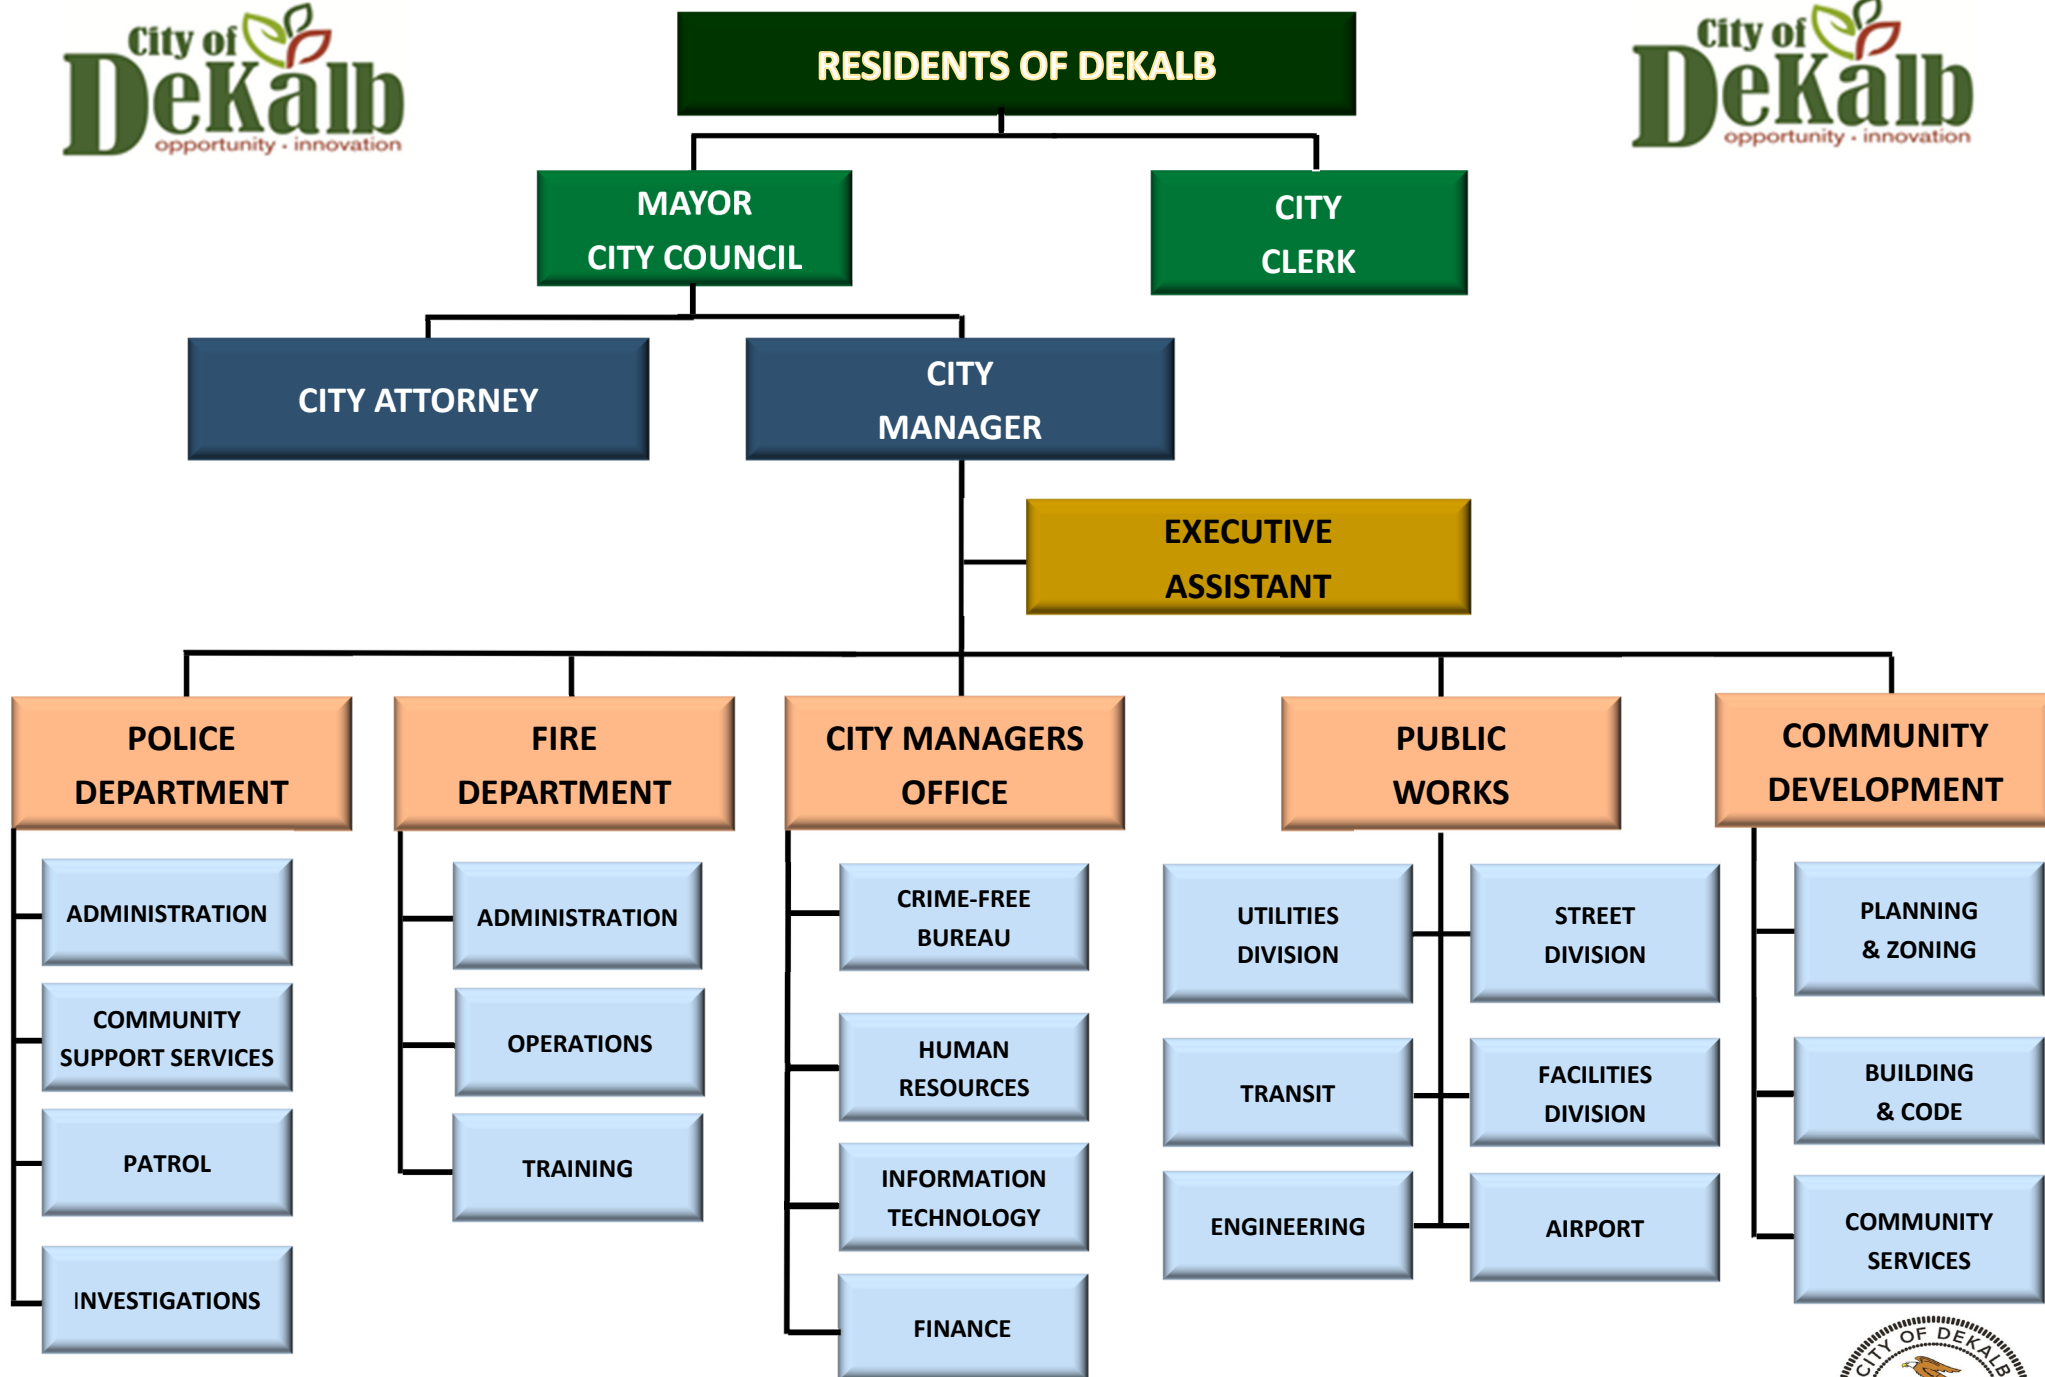 City of
DeKalb
opportunity · innovation
RESIDENTS OF DEKALB
City of
DeKalb
opportunity · innovation
MAYOR
CITY COUNCIL
CITY
CLERK
CITY ATTORNEY
CITY
MANAGER
EXECUTIVE
ASSISTANT
POLICE
DEPARTMENT
FIRE
DEPARTMENT
CITY MANAGERS
OFFICE
PUBLIC
WORKS
COMMUNITY
DEVELOPMENT
ADMINISTRATION
COMMUNITY
SUPPORT SERVICES
PATROL
INVESTIGATIONS
ADMINISTRATION
OPERATIONS
TRAINING
CRIME-FREE
BUREAU
HUMAN
RESOURCES
INFORMATION
TECHNOLOGY
FINANCE
UTILITIES
DIVISION
STREET
DIVISION
TRANSIT
FACILITIES
DIVISION
ENGINEERING
AIRPORT
PLANNING
& ZONING
BUILDING
& CODE
COMMUNITY
SERVICES
CITY OF DEKALB